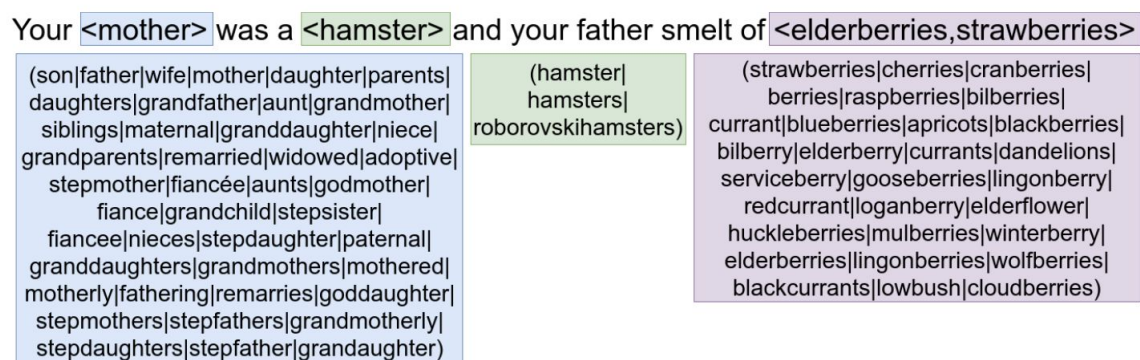 Your <mother> was a <hamster> and your father smelt of <elderberries,strawberries>
(son|father|wife|mother|daughter|parents|
daughters|grandfather|aunt|grandmother|
siblings|maternal|granddaughter|niece|
grandparents|remarried|widowed|adoptive|
stepmother|fiancée|aunts|godmother|
fiance|grandchild|stepsister|
fiancee|nieces|stepdaughter|paternal|
granddaughters|grandmothers|mothered|
motherly|fathering|remarries|goddaughter|
stepmothers|stepfathers|grandmotherly|
stepdaughters|stepfather|grandaughter)
(hamster|
hamsters|
roborovskihamsters)
(strawberries|cherries|cranberries|
berries|raspberries|bilberries|
currant|blueberries|apricots|blackberries|
bilberry|elderberry|currants|dandelions|
serviceberry|gooseberries|lingonberry|
redcurrant|loganberry|elderflower|
huckleberries|mulberries|winterberry|
elderberries|lingonberries|wolfberries|
blackcurrants|lowbush|cloudberries)